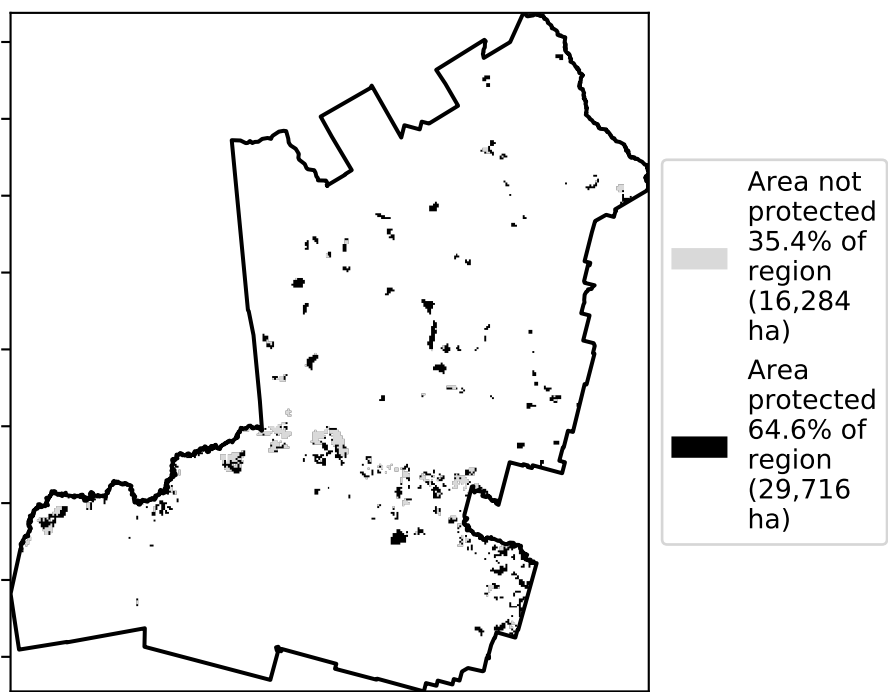 Area not
protected
35.4% of
region
(16,284
ha)
Area
protected
64.6% of
region
(29,716
ha)